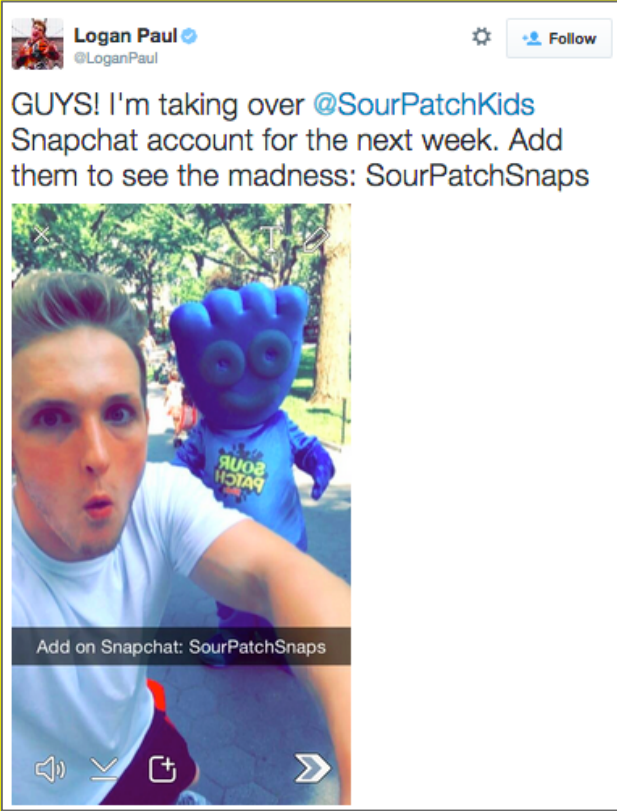 Logan Paul
@LoganPaul
Follow
GUYS! I'm taking over @SourPatchKids
Snapchat account for the next week. Add
them to see the madness: SourPatchSnaps
T
SOUR
PATCH
KIDS
Add on Snapchat: SourPatchSnaps